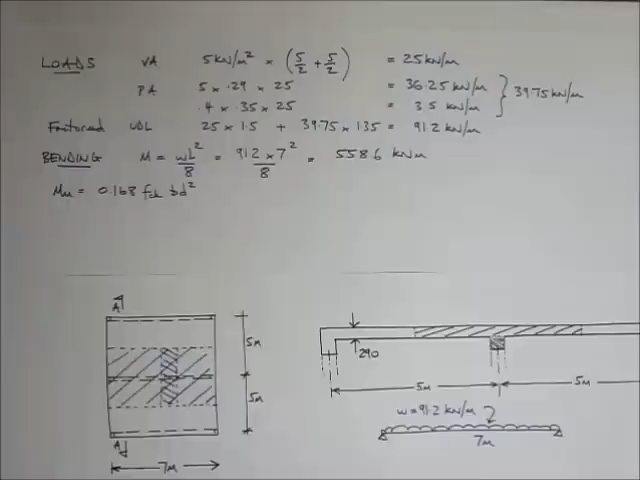 LOADS VA 5kN/m² × (5/2 + 5/2) = 25kN/m
PA 5 × .29 × 25 = 36.25 kN/m
.4 × .35 × 25 = 3.5 kN/m } 39.75 kN/m
Factored UDL 25 × 1.5 + 39.75 × 1.35 = 91.2 kN/m
BENDING M = wL²/8 = 91.2 × 7²/8 = 558.6 kNm
Mu = 0.168 fck bd²
A
5M
5M
A
7M
290
5M
5M
w=91.2 kN/m
7M